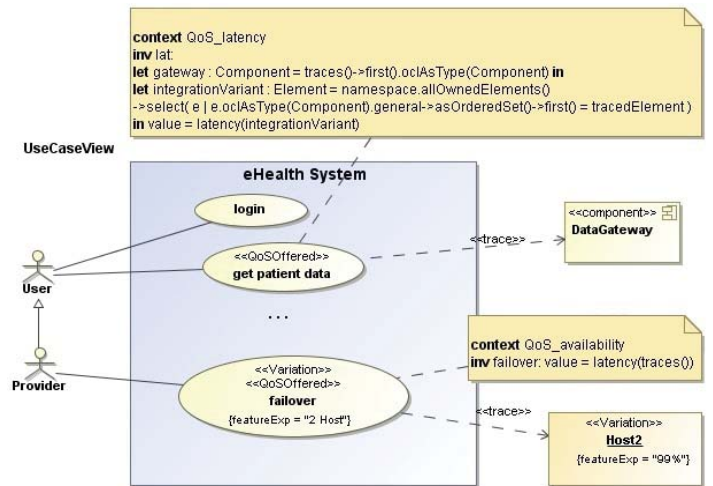 context QoS_latency
inv lat:
let gateway : Component = traces()->first().oclAsType(Component) in
let integrationVariant : Element = namespace.allOwnedElements()
->select( e | e.oclAsType(Component).general->asOrderedSet()->first() = tracedElement )
in value = latency(integrationVariant)
UseCaseView
eHealth System
login
<<QoSOffered>>
get patient data
<<trace>>
<<component>>
DataGateway
User
...
context QoS_availability
inv failover: value = latency(traces())
Provider
<<Variation>>
<<QoSOffered>>
failover
{featureExp = "2 Host"}
<<trace>>
<<Variation>>
Host2
{featureExp = "99%"}